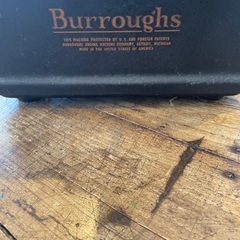 Burroughs
THIS MACHINE PROTECTED BY U.S. AND FOREIGN PATENTS
BURROUGHS ADDING MACHINE COMPANY, DETROIT, MICHIGAN
MADE IN THE UNITED STATES OF AMERICA